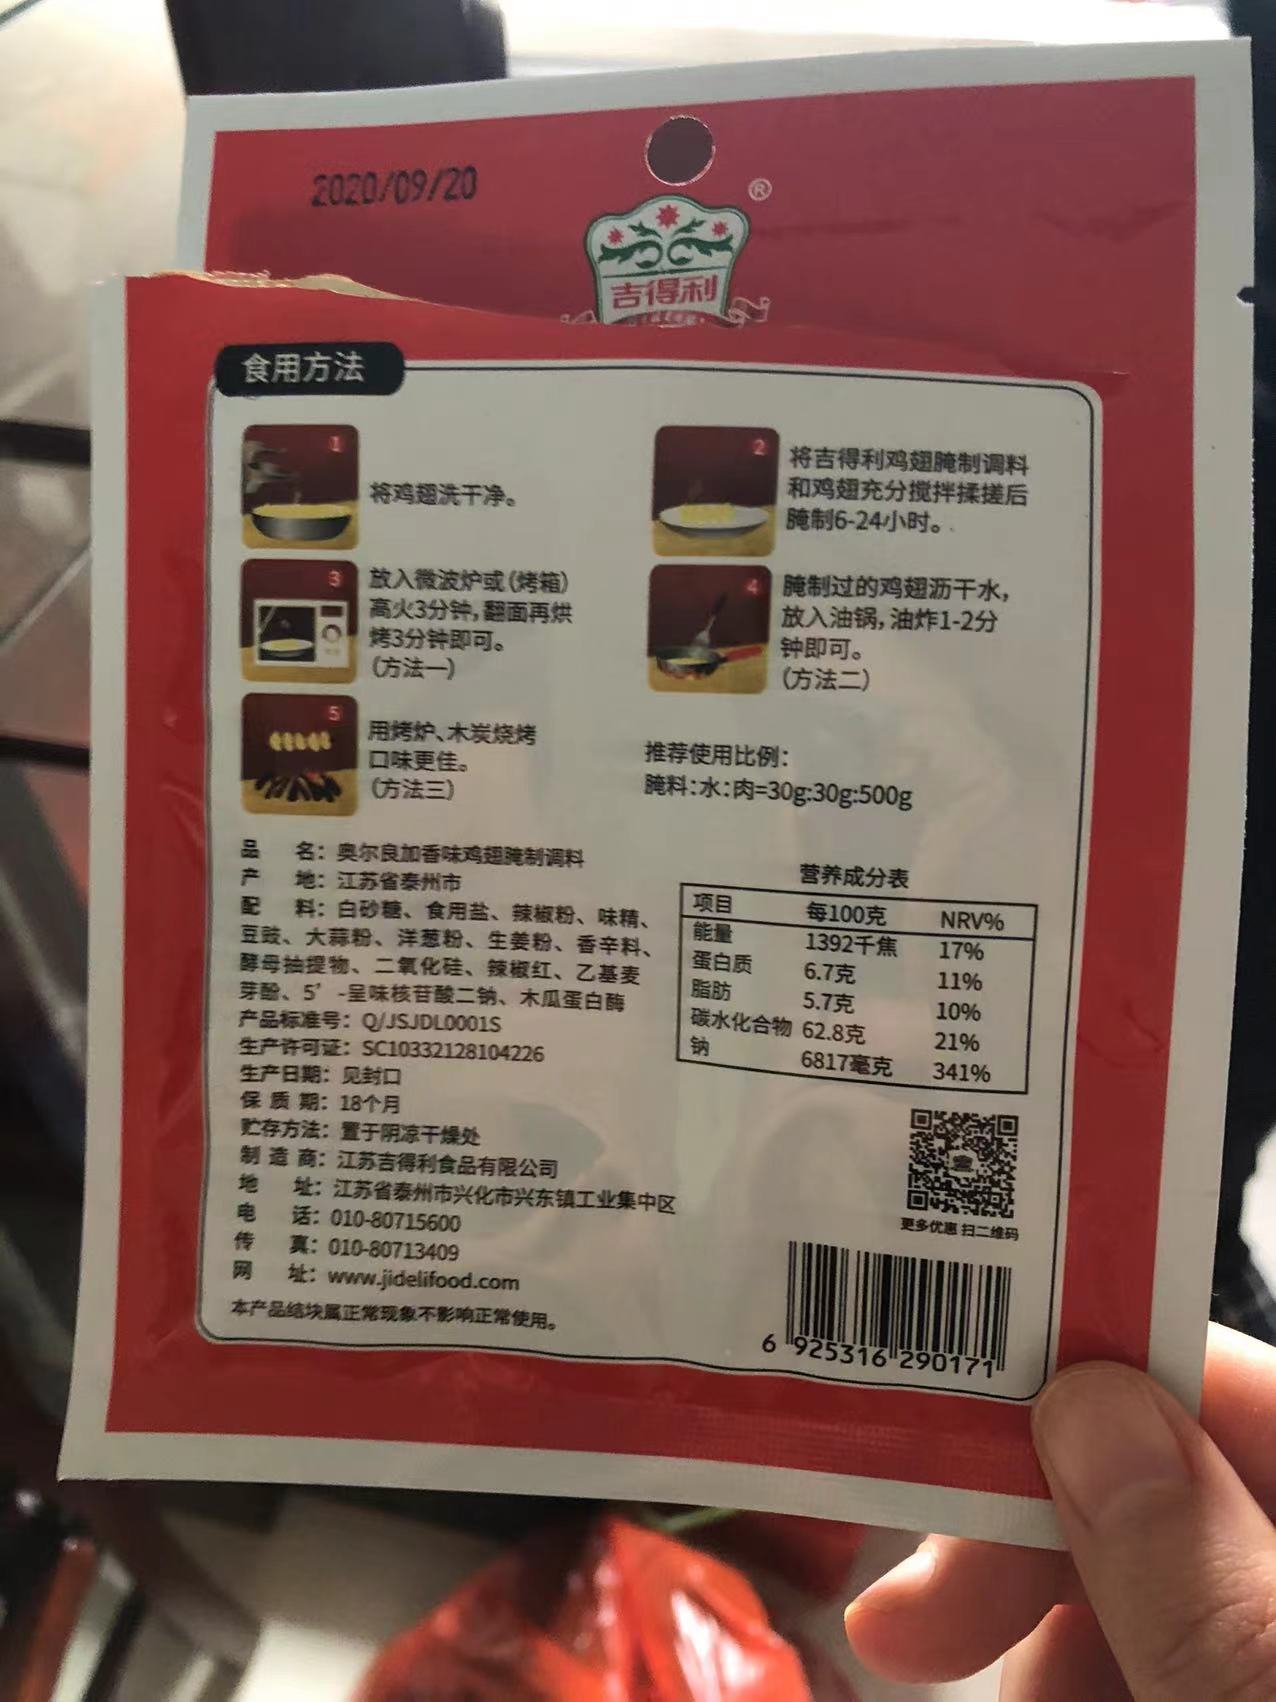 2020/09/20
®
吉得利
食用方法
1
将鸡翅洗干净。
2
将吉得利鸡翅腌制调料
和鸡翅充分搅拌揉搓后
腌制6-24小时。
3
放入微波炉或(烤箱)
高火3分钟,翻面再烘
烤3分钟即可。
(方法一)
4
腌制过的鸡翅沥干水,
放入油锅,油炸1-2分
钟即可。
(方法二)
5
用烤炉、木炭烧烤
口味更佳。
(方法三)
推荐使用比例:
腌料:水:肉=30g:30g:500g
品 名:奥尔良加香味鸡翅腌制调料
产 地:江苏省泰州市
配 料:白砂糖、食用盐、辣椒粉、味精、
豆豉、大蒜粉、洋葱粉、生姜粉、香辛料、
酵母抽提物、二氧化硅、辣椒红、乙基麦
芽酚、5'-呈味核苷酸二钠、木瓜蛋白酶
产品标准号:Q/JSJDL0001S
生产许可证:SC10332128104226
生产日期:见封口
保 质 期:18个月
贮存方法:置于阴凉干燥处
制 造 商:江苏吉得利食品有限公司
地 址:江苏省泰州市兴化市兴东镇工业集中区
电 话:010-80715600
传 真:010-80713409
网 址:www.jidelifood.com
本产品结块属正常现象不影响正常使用。
营养成分表
项目 每100克 NRV%
能量 1392千焦 17%
蛋白质 6.7克 11%
脂肪 5.7克 10%
碳水化合物 62.8克 21%
钠 6817毫克 341%
更多优惠 扫二维码
6 925316 290171